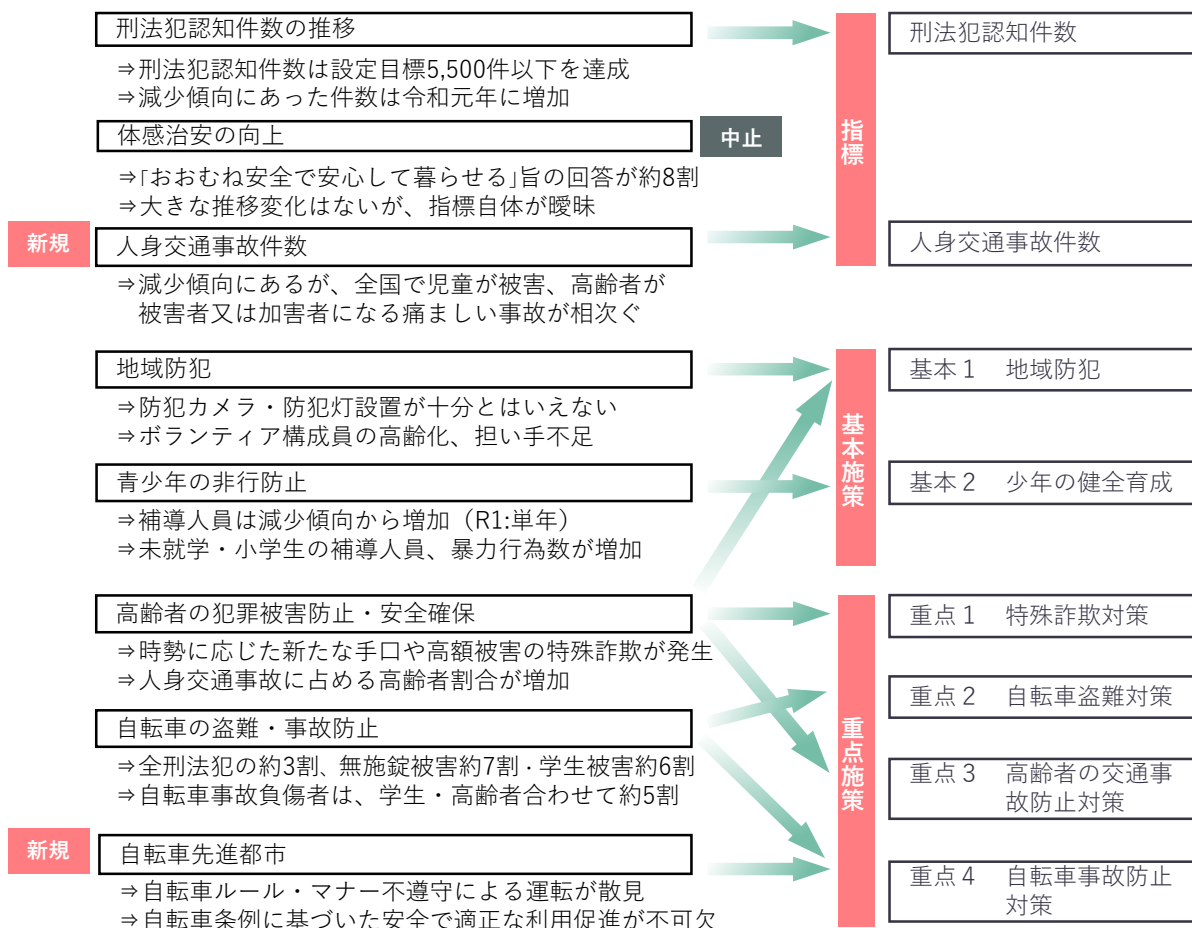 刑法犯認知件数の推移
⇒刑法犯認知件数は設定目標5,500件以下を達成
⇒減少傾向にあった件数は令和元年に増加
体感治安の向上
中止
⇒｢おおむね安全で安心して暮らせる｣旨の回答が約8割
⇒大きな推移変化はないが、指標自体が曖昧
新規
人身交通事故件数
⇒減少傾向にあるが、全国で児童が被害、高齢者が
被害者又は加害者になる痛ましい事故が相次ぐ
指標
刑法犯認知件数
人身交通事故件数
地域防犯
⇒防犯カメラ・防犯灯設置が十分とはいえない
⇒ボランティア構成員の高齢化、担い手不足
青少年の非行防止
⇒補導人員は減少傾向から増加（R1:単年）
⇒未就学・小学生の補導人員、暴力行為数が増加
基本施策
基本１　地域防犯
基本２　少年の健全育成
高齢者の犯罪被害防止・安全確保
⇒時勢に応じた新たな手口や高額被害の特殊詐欺が発生
⇒人身交通事故に占める高齢者割合が増加
自転車の盗難・事故防止
⇒全刑法犯の約3割､無施錠被害約7割･学生被害約6割
⇒自転車事故負傷者は、学生・高齢者合わせて約5割
新規
自転車先進都市
⇒自転車ルール・マナー不遵守による運転が散見
⇒自転車条例に基づいた安全で適正な利用促進が不可欠
重点施策
重点１　特殊詐欺対策
重点２　自転車盗難対策
重点３　高齢者の交通事
故防止対策
重点４　自転車事故防止
対策